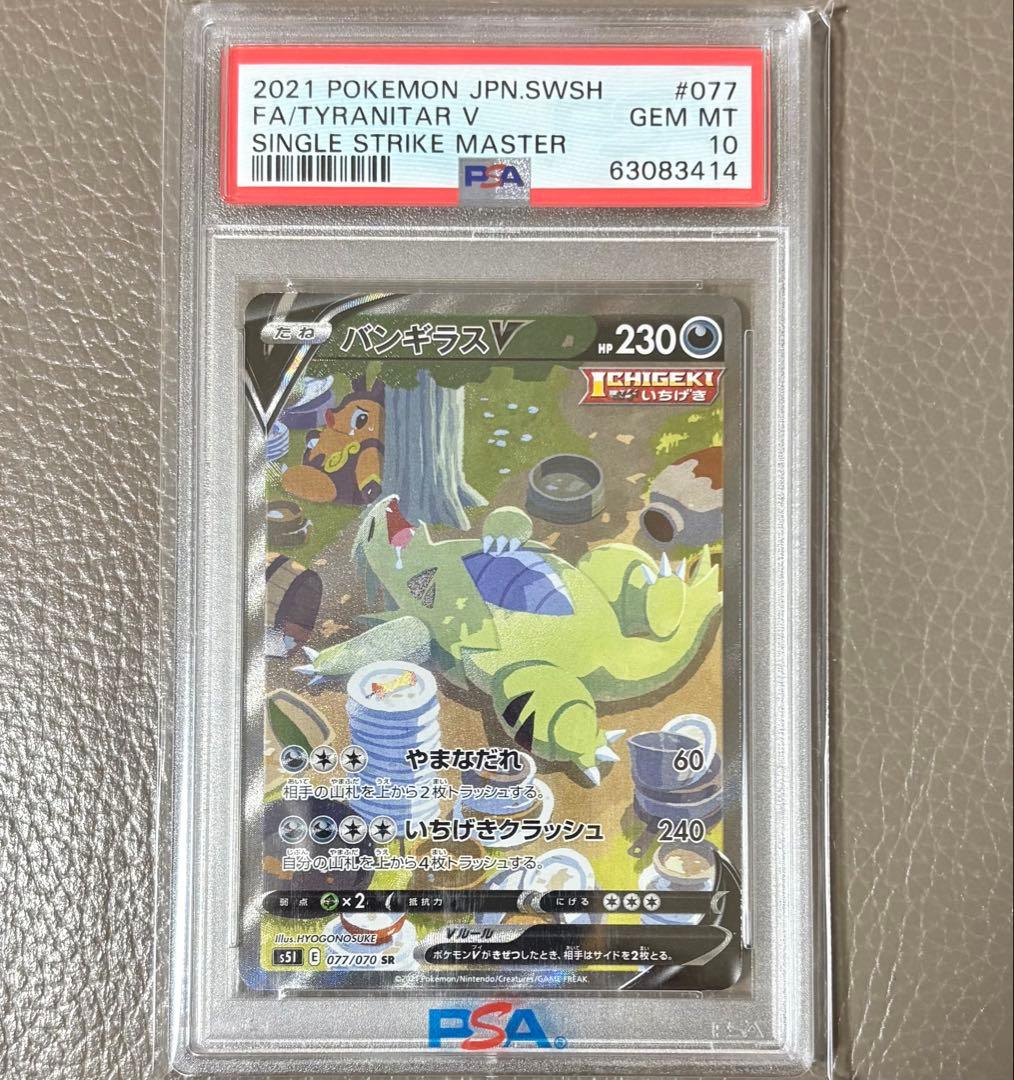 2021 POKEMON JPN.SWSH #077
FA/TYRANITAR V GEM MT
SINGLE STRIKE MASTER 10
PSA 63083414
たね バンギラスV HP 230
ICHIGEKI
いちげき
やまなだれ 60
相手の山札を上から2枚トラッシュする。
いちげきクラッシュ 240
自分の山札を上から4枚トラッシュする。
弱点 ×2 抵抗力 にげる
Illus. HYOGONOSUKE Vルール
s5I E 077/070 SR ポケモンVがきぜつしたとき、相手はサイドを2枚とる。
©2021 Pokémon/Nintendo/Creatures/GAME FREAK.
PSA